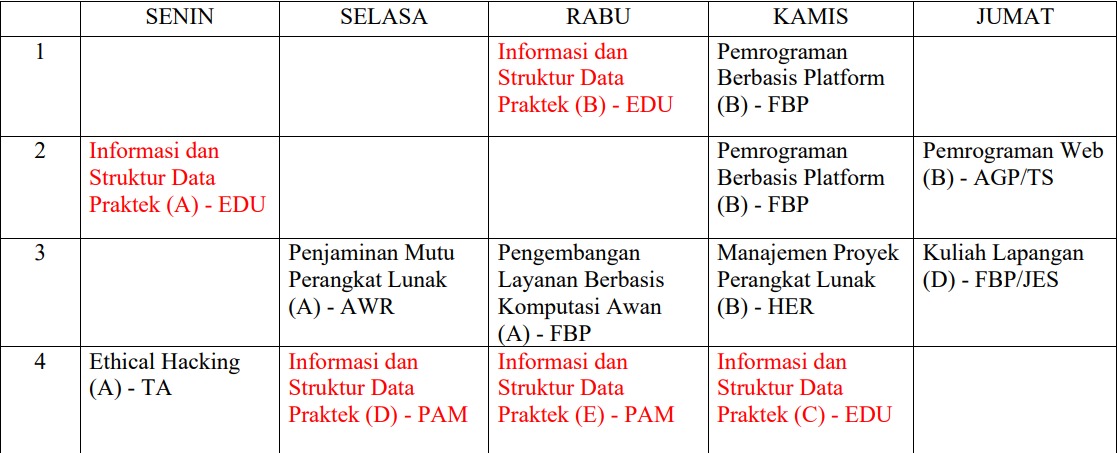 SENIN SELASA RABU KAMIS JUMAT
1
Informasi dan
Struktur Data
Praktek (B) - EDU
Pemrograman
Berbasis Platform
(B) - FBP
2
Informasi dan
Struktur Data
Praktek (A) - EDU
Pemrograman
Berbasis Platform
(B) - FBP
Pemrograman Web
(B) - AGP/TS
3
Penjaminan Mutu
Perangkat Lunak
(A) - AWR
Pengembangan
Layanan Berbasis
Komputasi Awan
(A) - FBP
Manajemen Proyek
Perangkat Lunak
(B) - HER
Kuliah Lapangan
(D) - FBP/JES
4
Ethical Hacking
(A) - TA
Informasi dan
Struktur Data
Praktek (D) - PAM
Informasi dan
Struktur Data
Praktek (E) - PAM
Informasi dan
Struktur Data
Praktek (C) - EDU